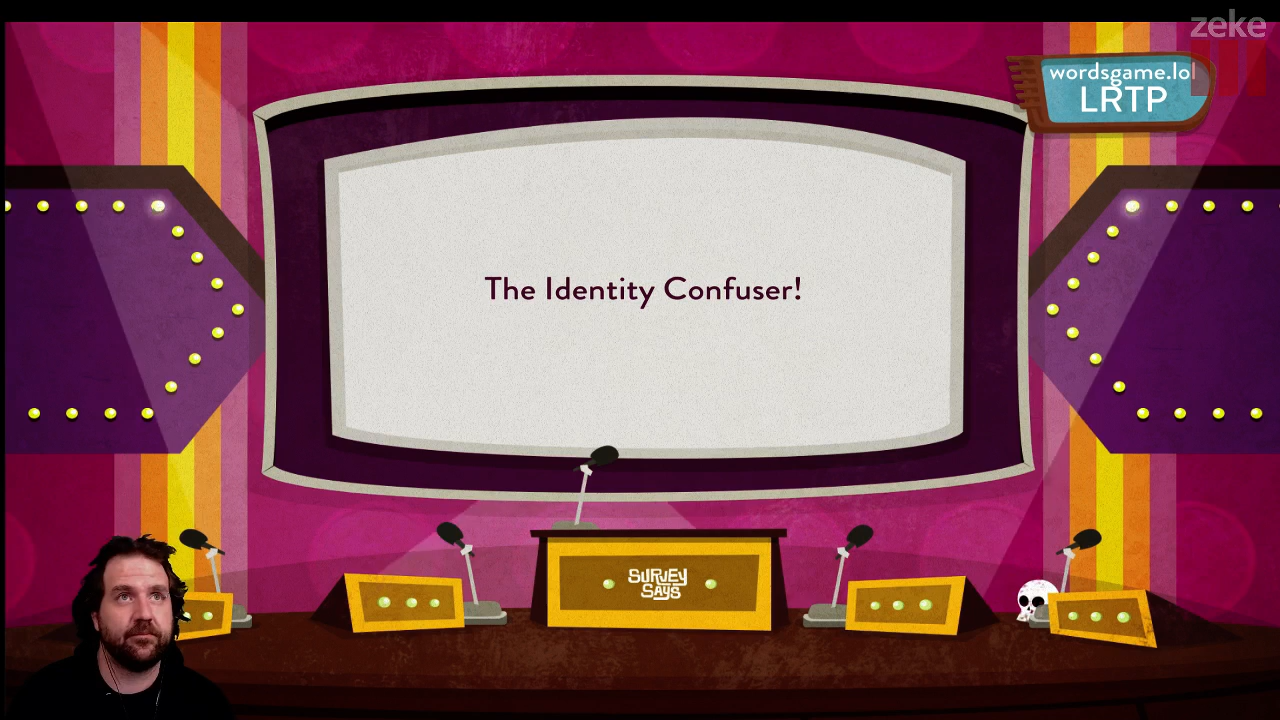 zeke
wordsgame.lol
LRTP
The Identity Confuser!
SURVEY
SAYS